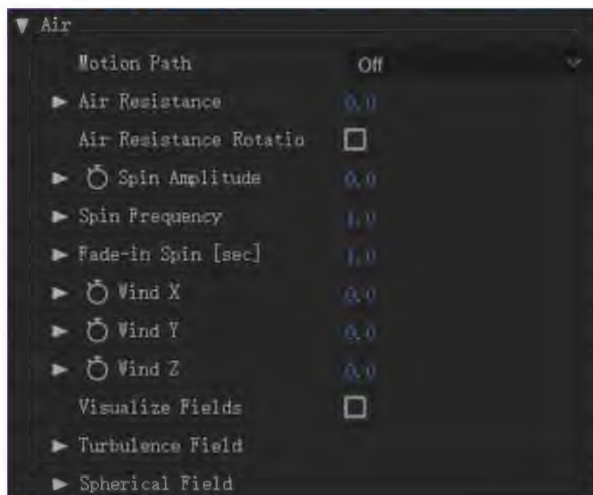 Air
Motion Path Off
Air Resistance 0.0
Air Resistance Rotatio
Spin Amplitude 0.0
Spin Frequency 1.0
Fade-in Spin [sec] 1.0
Wind X 0.0
Wind Y 0.0
Wind Z 0.0
Visualize Fields
Turbulence Field
Spherical Field